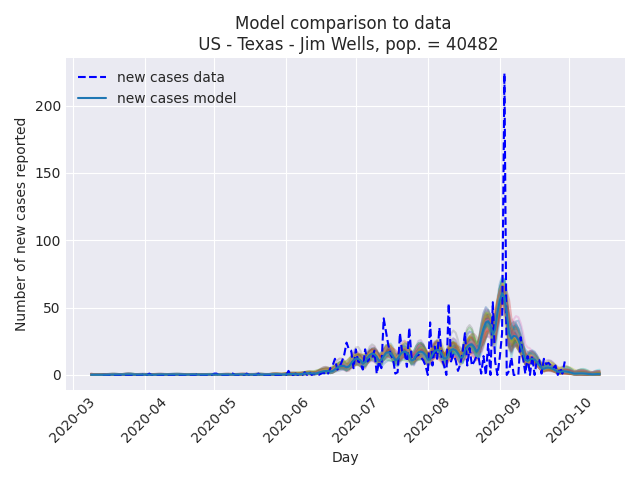 Model comparison to data
US - Texas - Jim Wells, pop. = 40482
new cases data
new cases model
Number of new cases reported
200
150
100
50
0
2020-03
2020-04
2020-05
2020-06
2020-07
2020-08
2020-09
2020-10
Day